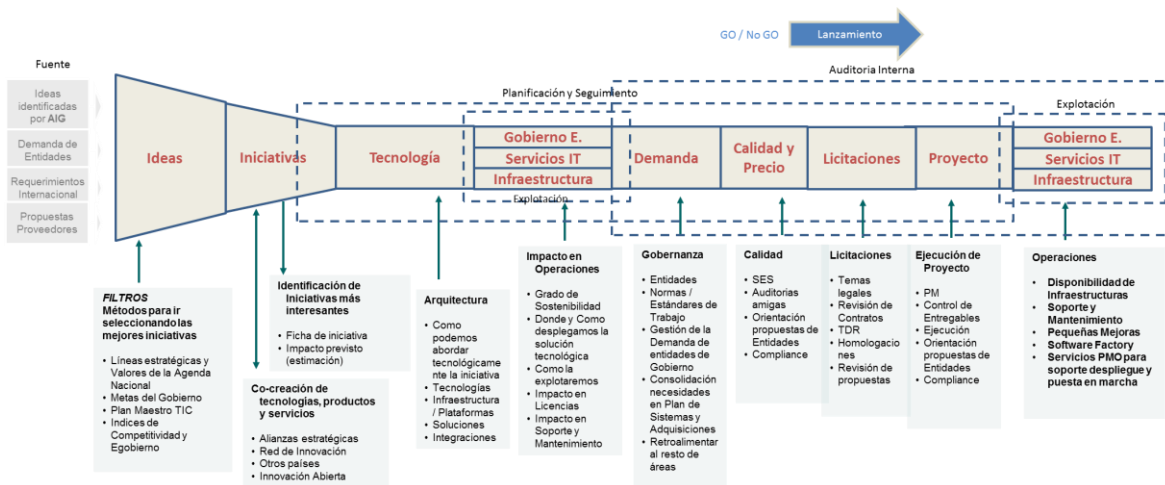 GO / No GO
Lanzamiento
Fuente
Auditoria Interna
Planificación y Seguimiento
Explotación
Ideas
identificadas
por AIG
Demanda de
Entidades
Requerimientos
Internacional
Propuestas
Proveedores
Ideas
Iniciativas
Tecnología
Gobierno E.
Servicios IT
Infraestructura
Explotación
Demanda
Calidad y
Precio
Licitaciones
Proyecto
Gobierno E.
Servicios IT
Infraestructura
FILTROS
Métodos para ir
seleccionando las
mejores iniciativas
• Líneas estratégicas y
Valores de la Agenda
Nacional
• Metas del Gobierno
• Plan Maestro TIC
• Indices de
Competitividad y
Egobierno
Identificación de
Iniciativas más
interesantes
• Ficha de iniciativa
• Impacto previsto
(estimación)
Co-creación de
tecnologías, productos
y servicios
• Alianzas estratégicas
• Red de Innovación
• Otros países
• Innovación Abierta
Arquitectura
• Como
podemos
abordar
tecnológicame
nte la iniciativa
• Tecnologías
• Infraestructura
/ Plataformas
• Soluciones
• Integraciones
Impacto en
Operaciones
• Grado de
Sostenibilidad
• Donde y Como
desplegamos la
solución
tecnológica
• Como la
explotaremos
• Impacto en
Licencias
• Impacto en
Soporte y
Mantenimiento
Gobernanza
• Entidades
• Normas /
Estándares de
Trabajo
• Gestión de la
Demanda de
entidades de
Gobierno
• Consolidación
necesidades
en Plan de
Sistemas y
Adquisiciones
• Retroalimentar
al resto de
áreas
Calidad
• SES
• Auditorias
amigas
• Orientación
propuestas de
Entidades
• Compliance
Licitaciones
• Temas
legales
• Revisión de
Contratos
• TDR
• Homologacio
nes
• Revisión de
propuestas
Ejecución de
Proyecto
• PM
• Control de
Entregables
• Ejecución
• Orientación
propuestas de
Entidades
• Compliance
Operaciones
• Disponibilidad de
Infraestructuras
• Soporte y
Mantenimiento
• Pequeñas Mejoras
• Software Factory
• Servicios PMO para
soporte despliegue y
puesta en marcha